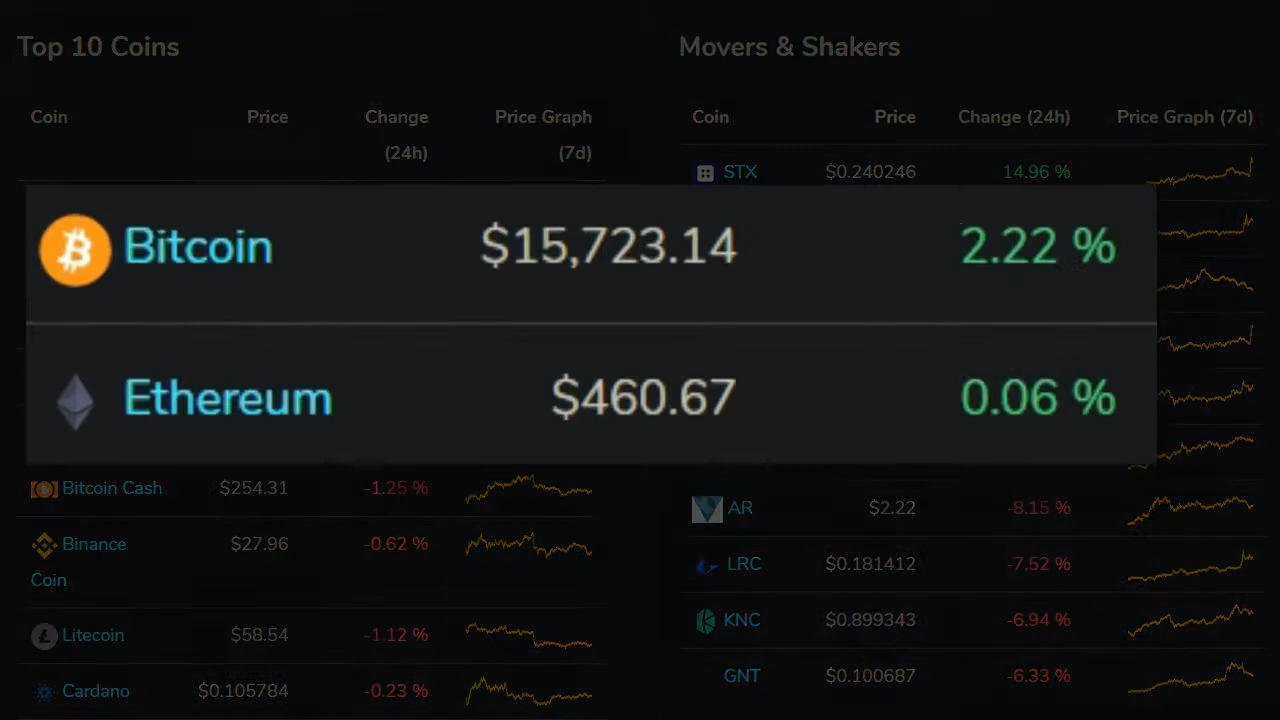 Top 10 Coins
Movers & Shakers
Coin Price Change (24h) Price Graph (7d)
Coin Price Change (24h) Price Graph (7d)
STX $0.240246 14.96 %
Bitcoin $15,723.14 2.22 %
Ethereum $460.67 0.06 %
Bitcoin Cash $254.31 -1.25 %
Binance Coin $27.96 -0.62 %
Litecoin $58.54 -1.12 %
Cardano $0.105784 -0.23 %
AR $2.22 -8.15 %
LRC $0.181412 -7.52 %
KNC $0.899343 -6.94 %
GNT $0.100687 -6.33 %